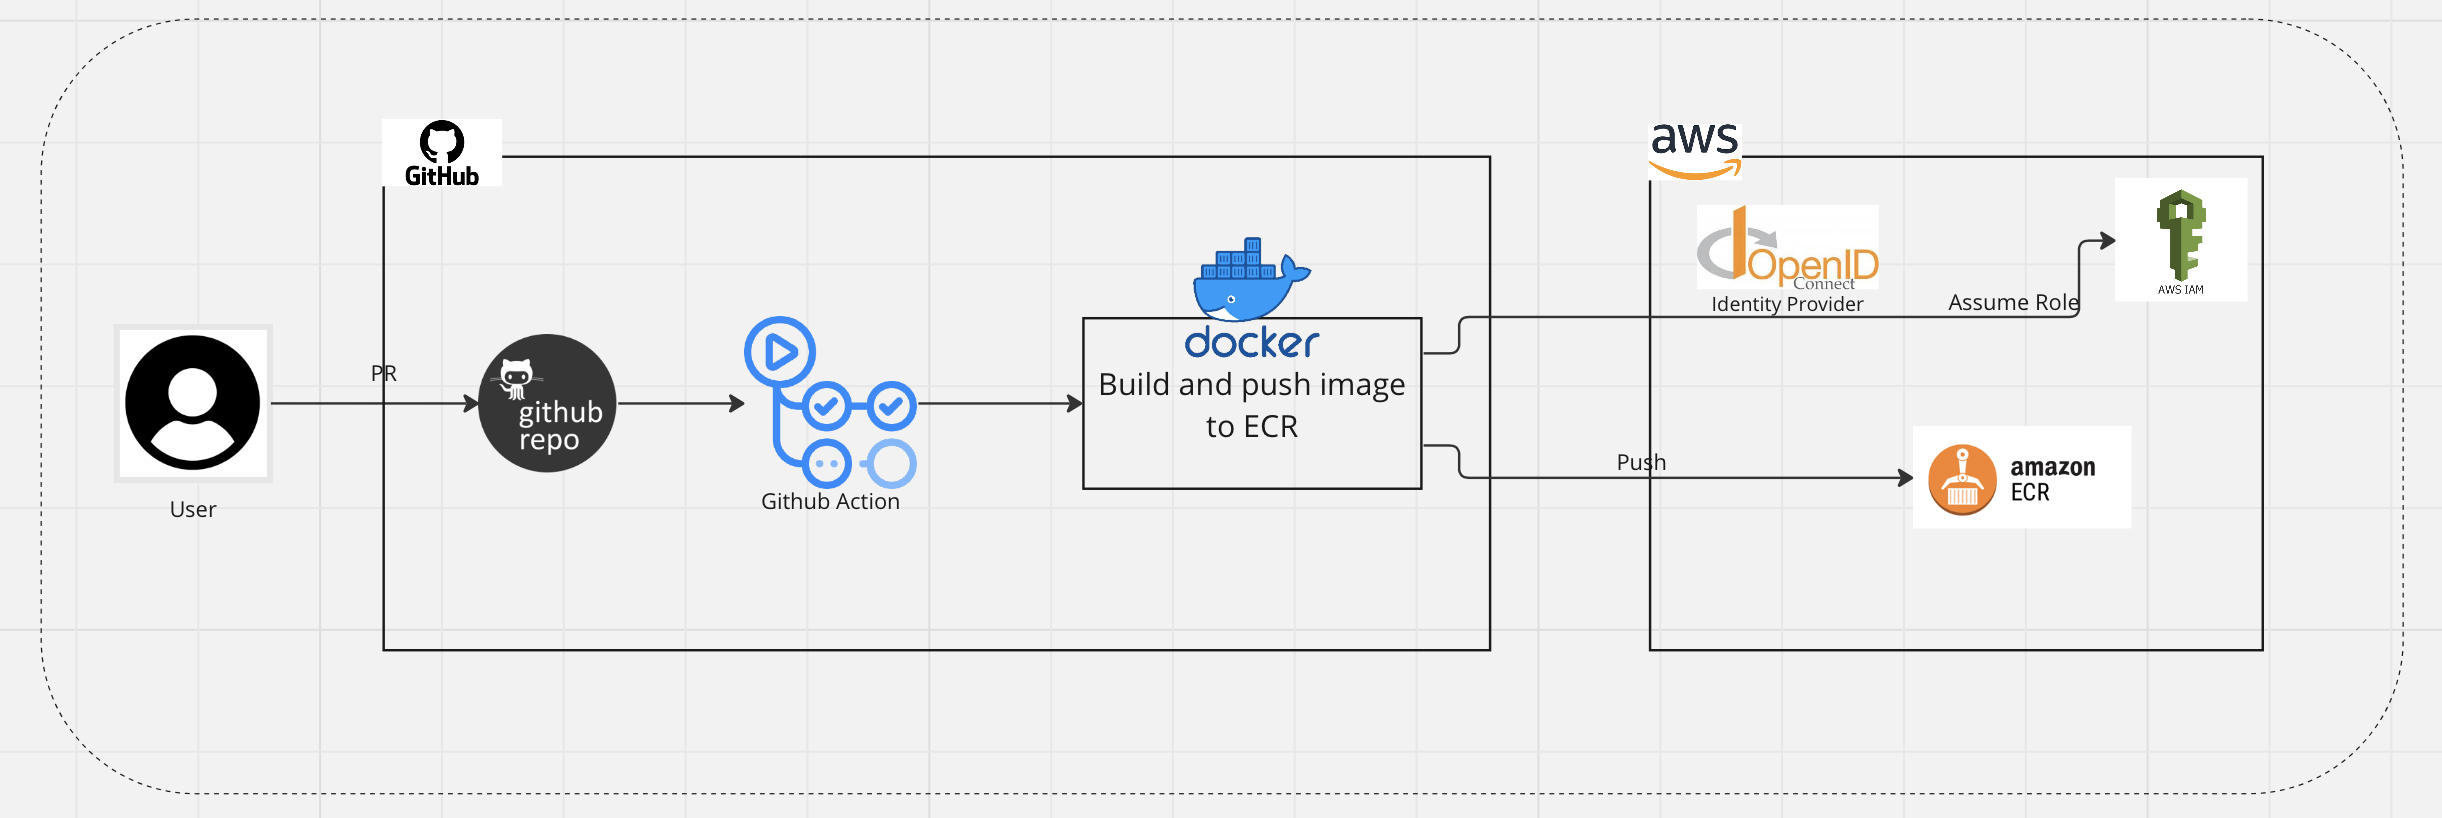 GitHub
aws
OpenID
Connect
Identity Provider
AWS IAM
Assume Role
docker
Build and push image
to ECR
PR
github
repo
Github Action
User
Push
amazon
ECR